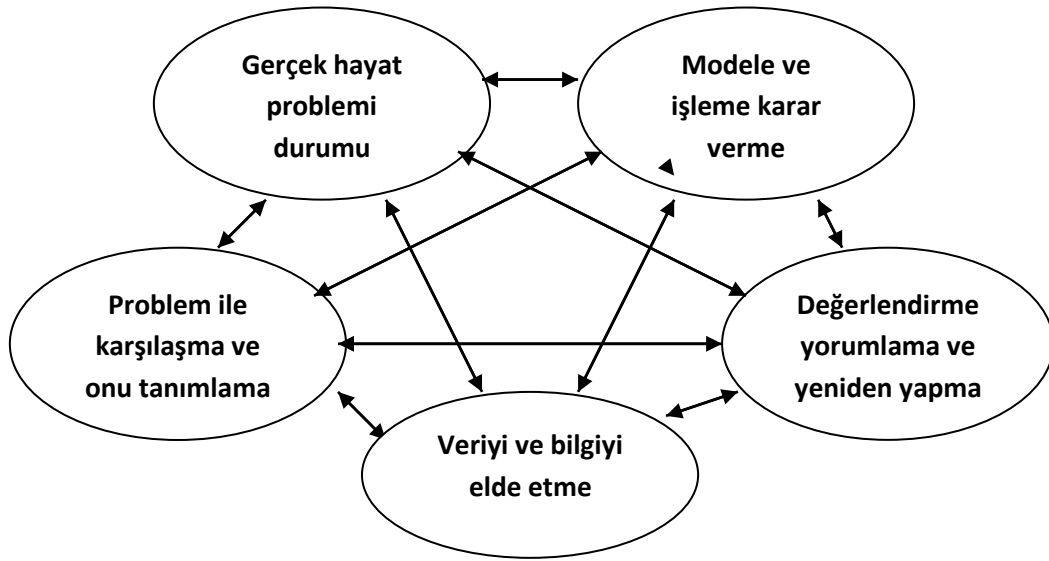 Gerçek hayat
problemi
durumu
Modele ve
işleme karar
verme
Problem ile
karşılaşma ve
onu tanımlama
Değerlendirme
yorumlama ve
yeniden yapma
Veriyi ve bilgiyi
elde etme